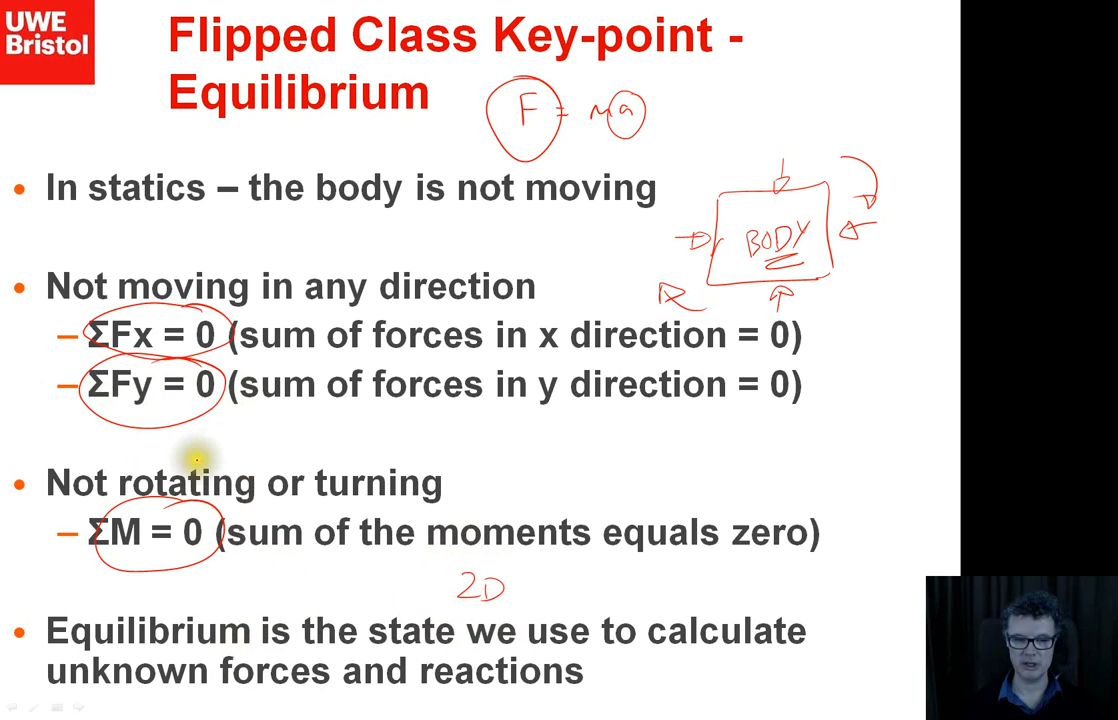 UWE
Bristol
Flipped Class Key-point -
Equilibrium
F = ma
• In statics – the body is not moving
BODY
• Not moving in any direction
– ΣFx = 0 (sum of forces in x direction = 0)
– ΣFy = 0 (sum of forces in y direction = 0)
• Not rotating or turning
– ΣM = 0 (sum of the moments equals zero)
2D
• Equilibrium is the state we use to calculate
unknown forces and reactions